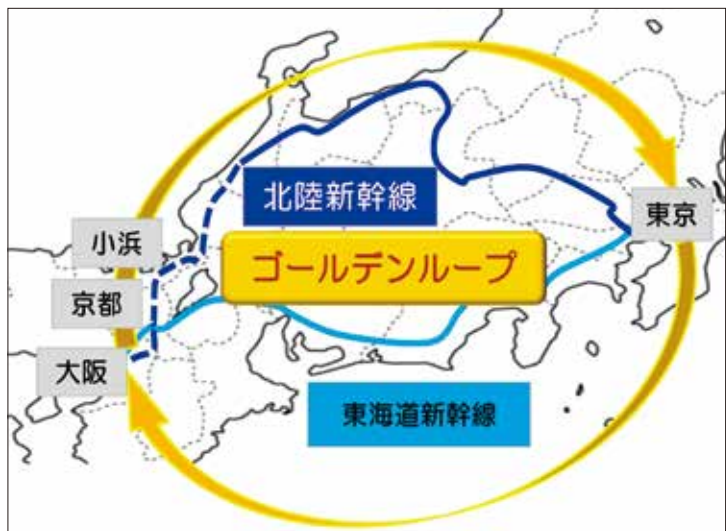 北陸新幹線
東京
小浜
ゴールデンループ
京都
大阪
東海道新幹線